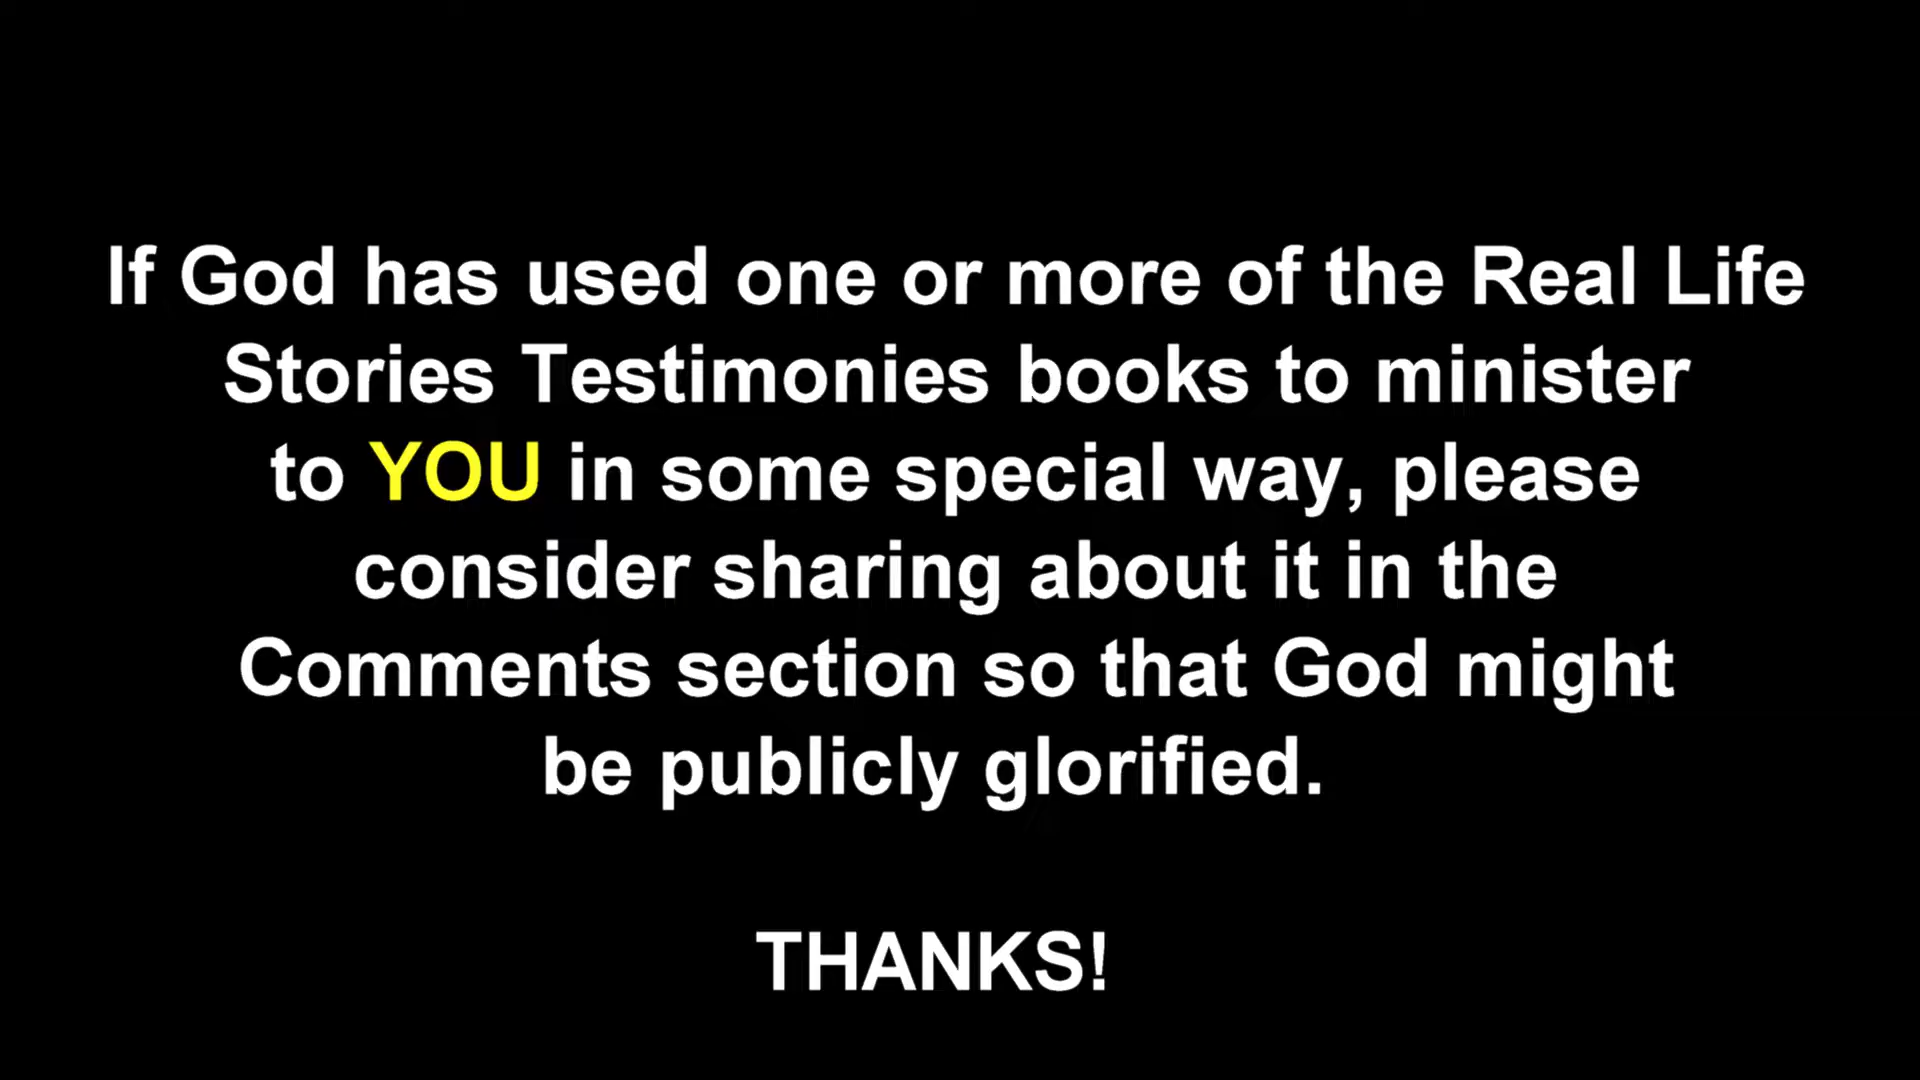 If God has used one or more of the Real Life
Stories Testimonies books to minister
to YOU in some special way, please
consider sharing about it in the
Comments section so that God might
be publicly glorified.
THANKS!